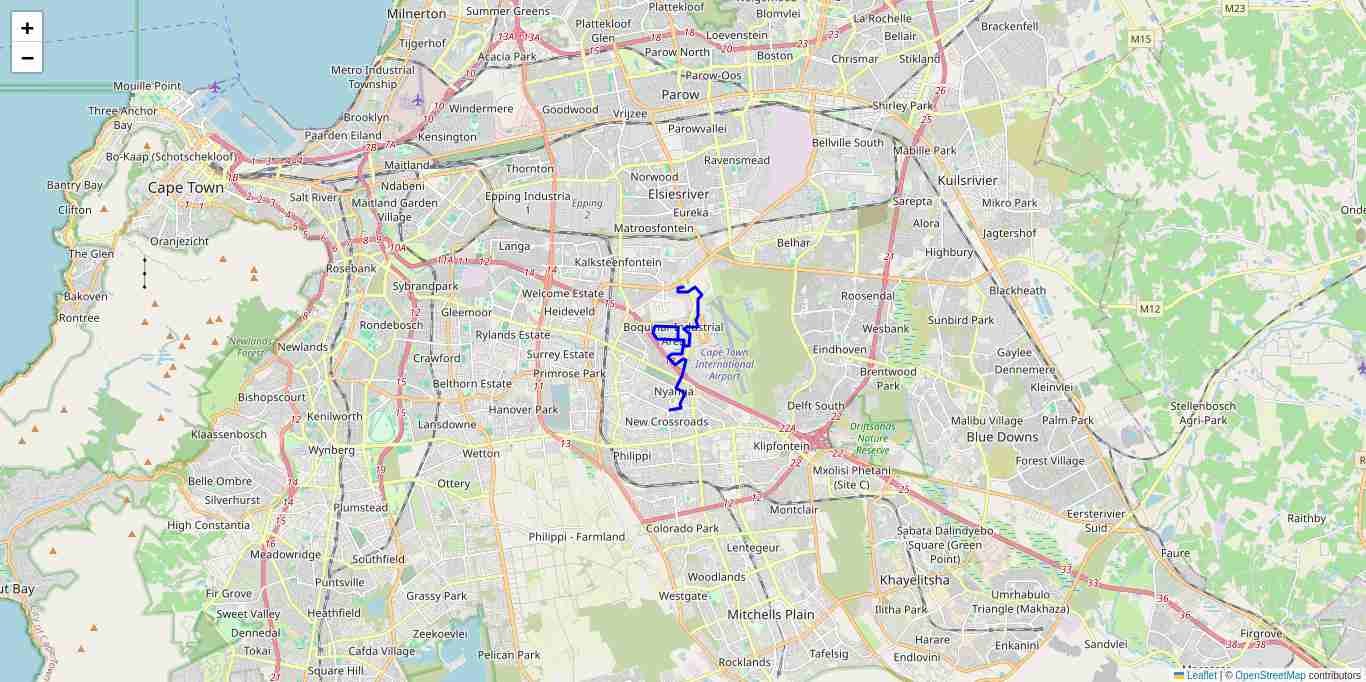 +
−
Milnerton
Summer Greens
Plattekloof
Glen
Plattekloof
Blomvlei
La Rochelle
Bellair
Brackenfell
M23
M15
Tijgerhof
Acacia Park
13A
13A
15
18
18
20
23
Loevenstein
Parow North
Boston
Chrismar
Stikland
Metro Industrial
Township
Parow-Oos
Mouille Point
Three Anchor
Bay
10
10
26
25
Parow
Shirley Park
Brooklyn
Windermere
Goodwood
Vrijzee
Parowvallei
Paarden Eiland
Kensington
Bellville South
Mabille Park
Bo-Kaap (Schotschekloof)
Maitland
Thornton
Ravensmead
Norwood
Kuilsrivier
Bantry Bay
Cape Town
Salt River
Ndabeni
Maitland Garden
Village
Epping Industria
1
Epping
2
Elsiesriver
Eureka
Sarepta
Mikro Park
Clifton
Alora
Onde
Oranjezicht
Matroosfontein
Belhar
Jagtershof
The Glen
Langa
Kalksteenfontein
Highbury
Rosebank
Sybrandpark
Welcome Estate
Roosendal
Blackheath
Bakoven
Rontree
Gleemoor
Heideveld
M12
Rondebosch
Rylands Estate
Wesbank
Sunbird Park
Newlands
Forest
Newlands
Crawford
Surrey Estate
Cape Town
International
Airport
Eindhoven
Gaylee
Dennemere
Belthorn Estate
Primrose Park
Brentwood
Park
Kleinvlei
Bishopscourt
Hanover Park
Delft South
Stellenbosch
Agri-Park
Kenilworth
Lansdowne
New Crossroads
Malibu Village
Palm Park
Klaassenbosch
Driftsands
Nature
Reserve
Blue Downs
Wynberg
Wetton
Philippi
Klipfontein
Forest Village
Belle Ombre
Ottery
Mxolisi Phetani
(Site C)
Silverhurst
Plumstead
Montclair
Eersterivier
Suid
Raithby
High Constantia
Colorado Park
Sabata Dalindyebo
Square (Green
Point)
Philippi - Farmland
Meadowridge
Southfield
Lentegeur
Faure
Fir Grove
Puntsville
Woodlands
Khayelitsha
ut Bay
Grassy Park
Westgate
Umrhabulo
Triangle (Makhaza)
Sweet Valley
Heathfield
Mitchells Plain
Ilitha Park
Dennedal
Zeekoevlei
Firgrove
Tokai
Cafda Village
Pelican Park
Tafelsig
Harare
Enkanini
Sandvlei
Square Hill
Rocklands
Endlovini
Leaflet | © OpenStreetMap contributors